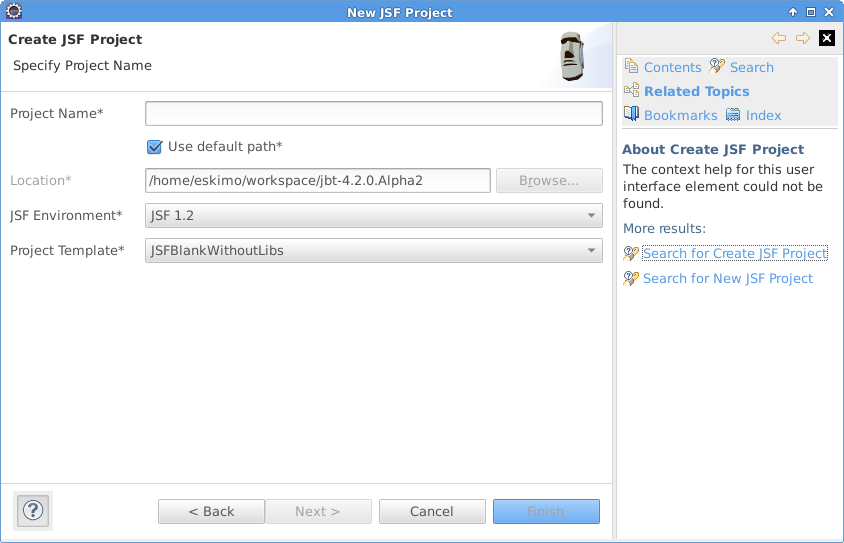 New JSF Project
Create JSF Project
Specify Project Name
Project Name*
Use default path*
Location* /home/eskimo/workspace/jbt-4.2.0.Alpha2 Browse...
JSF Environment* JSF 1.2
Project Template* JSFBlankWithoutLibs
< Back Next > Cancel Finish
Contents Search
Related Topics
Bookmarks Index
About Create JSF Project
The context help for this user
interface element could not be
found.
More results:
Search for Create JSF Project
Search for New JSF Project